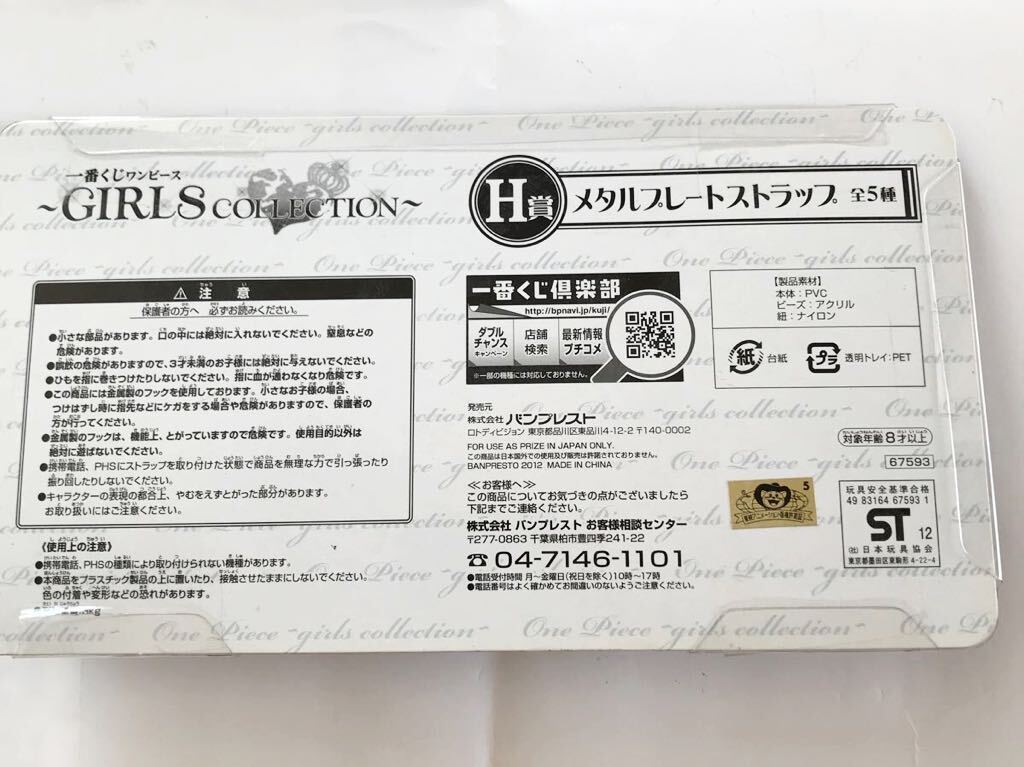 一番くじワンピース
~GIRLS COLLECTION~
H賞 メタルプレートストラップ 全5種
⚠ 注意
保護者の方へ 必ずお読みください。
●小さな部品があります。口の中には絶対に入れないでください。窒息などの
危険があります。
●誤飲の危険がありますので、3才未満のお子様には絶対に与えないでください。
●ひもを指に巻きつけたりしないでください。指に血が通わなくなり危険です。
●この商品には金属製のフックを使用しております。小さなお子様の場合、
つけはずし時に指先などにケガをする場合や危険がありますので、保護者の
方が行ってください。
●金属製のフックは、機能上、とがっていますので危険です。使用目的以外は
絶対に遊ばないでください。
●携帯電話、PHSにストラップを取り付けた状態で商品を無理な力で引っ張ったり
振り回したりしないでください。
●キャラクターの表現の都合上、やむをえずとがった部分があります。
お取り扱いにはご注意ください。
《使用上の注意》
●携帯電話、PHSの種類により取り付けられない機種があります。
●本商品をプラスチック製品の上に置いたり、接触させたままにしないでください。
色の付着や変形などの恐れがあります。
一番くじ倶楽部
http://bpnavi.jp/kuji/
ダブル
チャンス
キャンペーン
店舗
検索
最新情報
プチコメ
※一部の機種には対応しておりません。
【製品素材】
本体：PVC
ビーズ：アクリル
紐：ナイロン
紙 台紙
プラ 透明トレイ:PET
発売元
株式会社 バンプレスト
ロトディビジョン 東京都品川区東品川4-12-2 〒140-0002
FOR USE AS PRIZE IN JAPAN ONLY.
この商品は日本国外での使用及び販売は許諾されておりません。
BANPRESTO 2012 MADE IN CHINA
≪お客様へ≫
この商品についてお気づきの点がございましたら
下記までご連絡ください。
株式会社 バンプレスト お客様相談センター
〒277-0863 千葉県柏市豊四季241-22
☎04-7146-1101
●電話受付時間 月～金曜日(祝日を除く)10時～17時
●電話番号はよく確かめてお間違いのないようご注意ください。
対象年齢8才以上
67593
5
玩具安全基準合格
49 83164 67593 1
ST 12
(社)日本玩具協会
東京都墨田区東駒形4-22-4
One Piece ~girls collection~